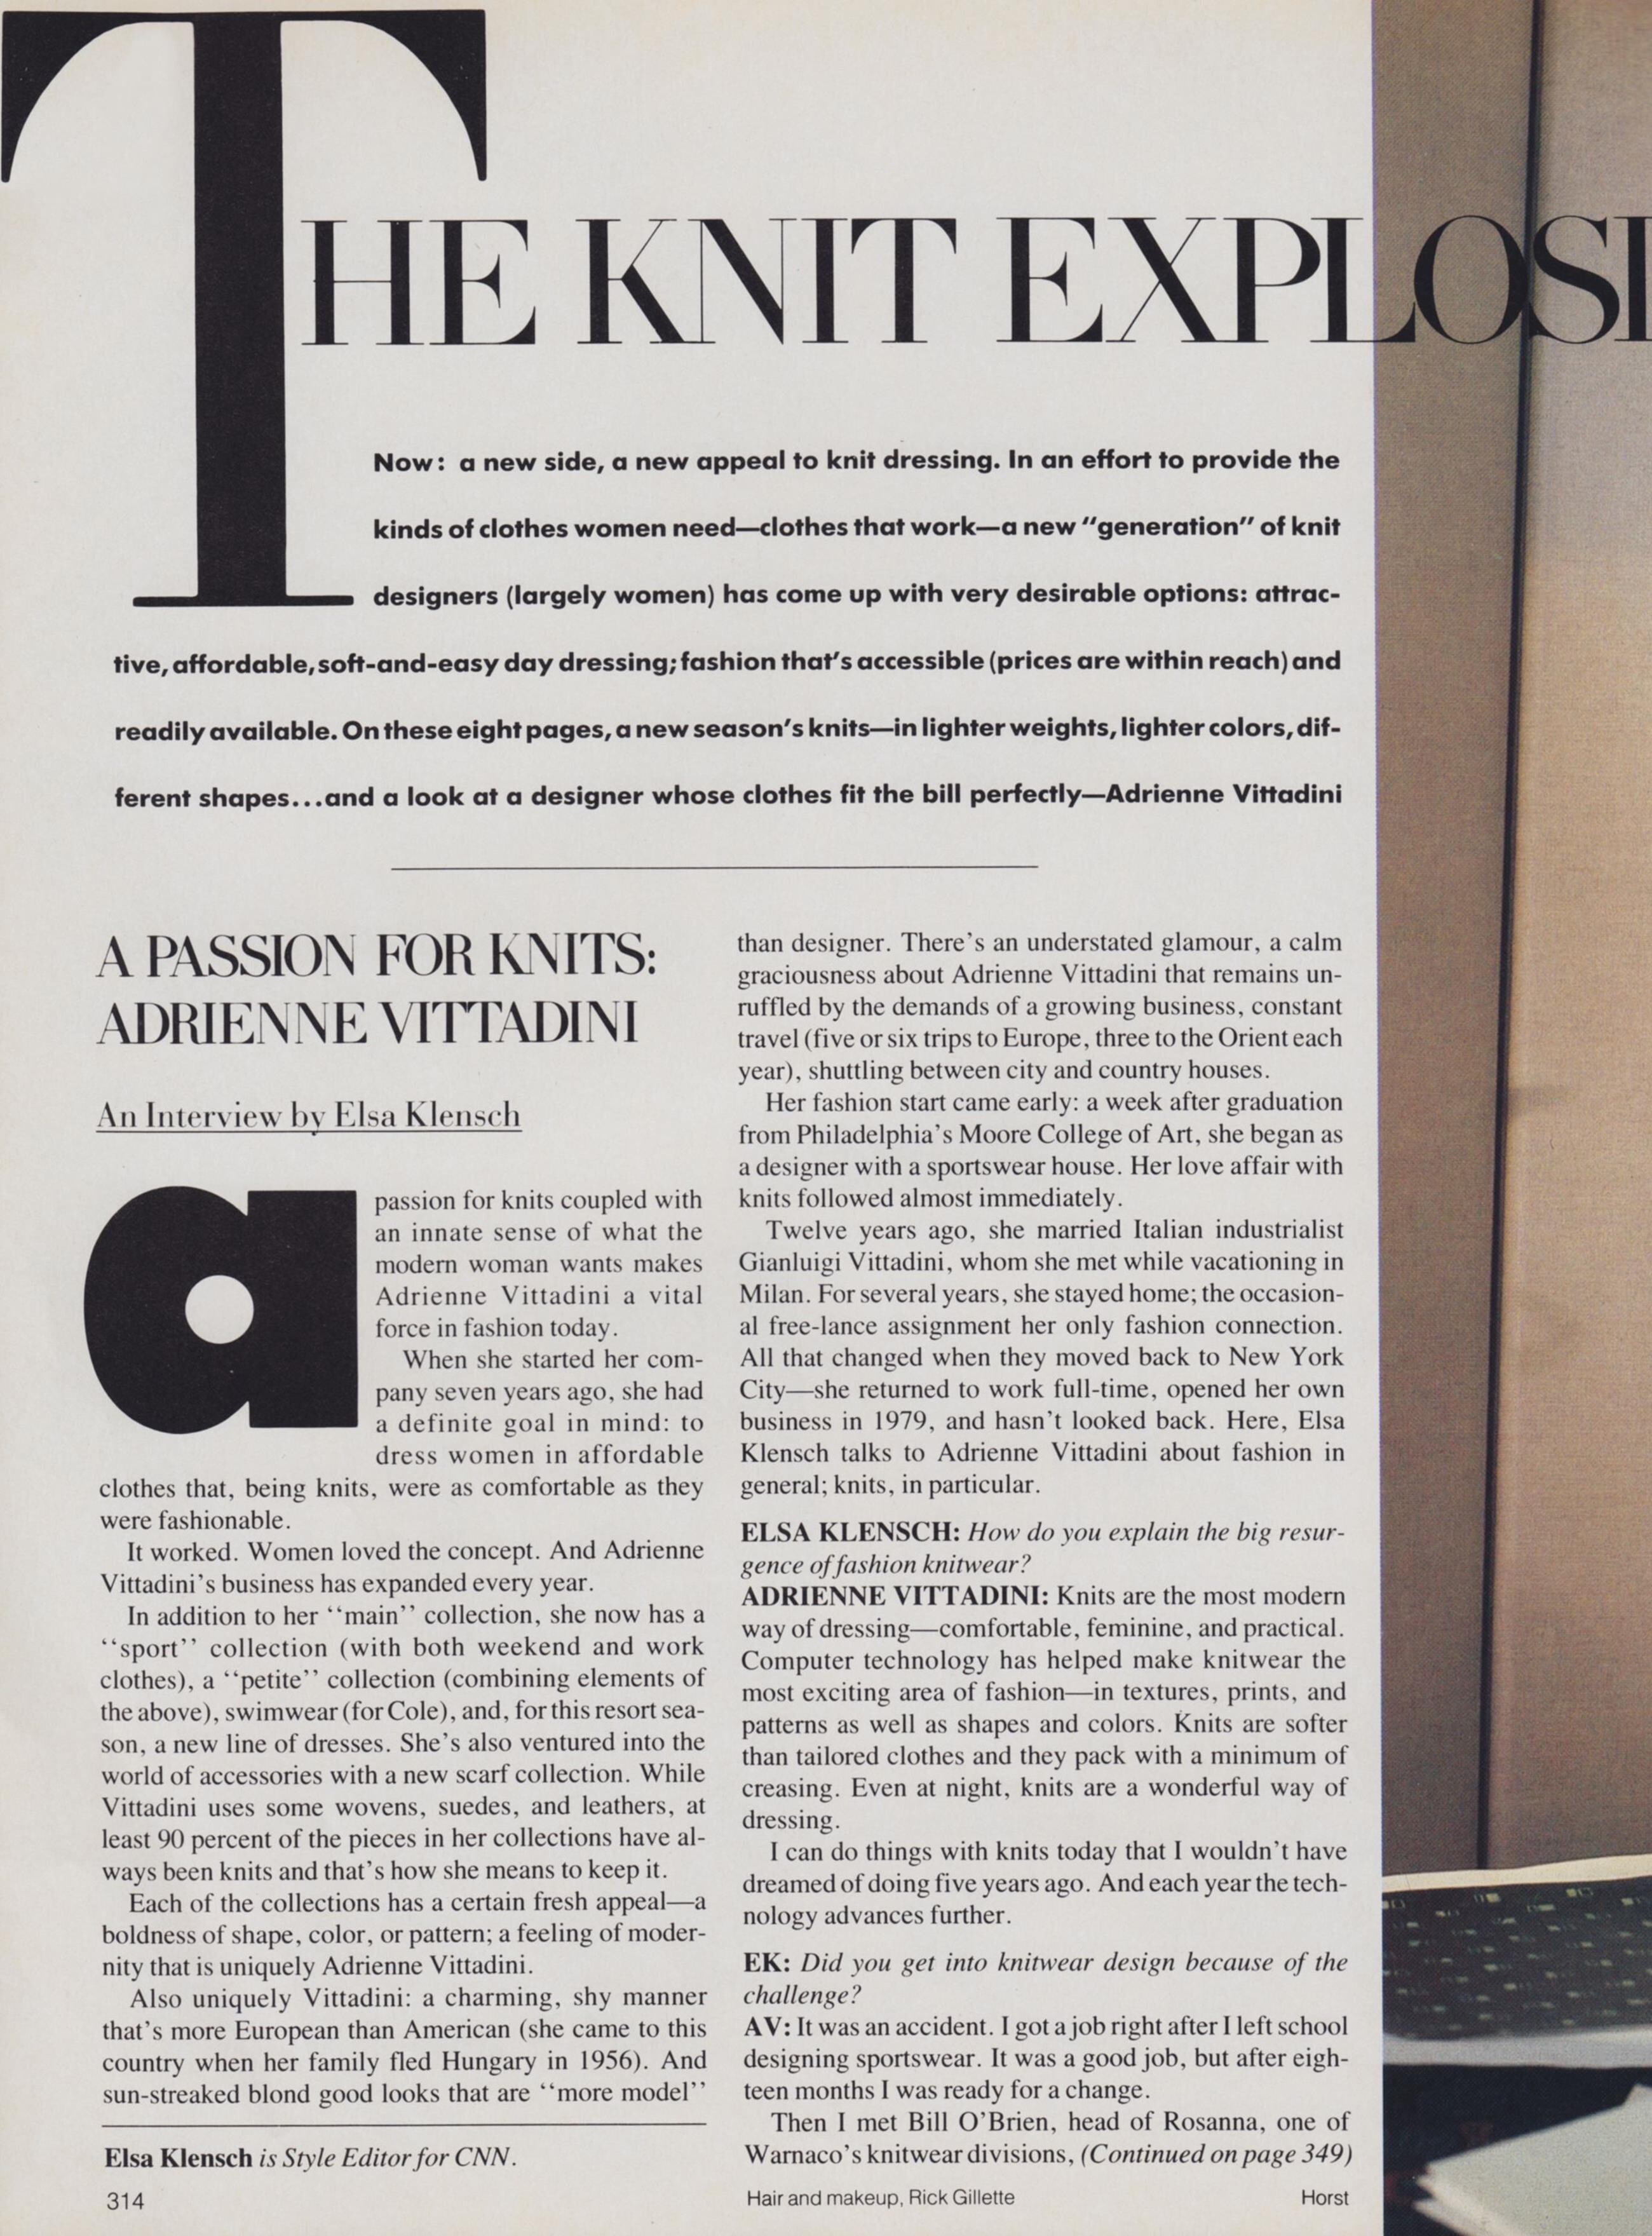 THE KNIT EXPLOSI
Now: a new side, a new appeal to knit dressing. In an effort to provide the
kinds of clothes women need—clothes that work—a new "generation" of knit
designers (largely women) has come up with very desirable options: attrac-
tive, affordable, soft-and-easy day dressing; fashion that's accessible (prices are within reach) and
readily available. On these eight pages, a new season's knits—in lighter weights, lighter colors, dif-
ferent shapes...and a look at a designer whose clothes fit the bill perfectly—Adrienne Vittadini
A PASSION FOR KNITS:
ADRIENNE VITTADINI
An Interview by Elsa Klensch
a passion for knits coupled with
an innate sense of what the
modern woman wants makes
Adrienne Vittadini a vital
force in fashion today.
When she started her com-
pany seven years ago, she had
a definite goal in mind: to
dress women in affordable
clothes that, being knits, were as comfortable as they
were fashionable.
It worked. Women loved the concept. And Adrienne
Vittadini's business has expanded every year.
In addition to her ‘‘main’’ collection, she now has a
‘‘sport’’ collection (with both weekend and work
clothes), a ‘‘petite’’ collection (combining elements of
the above), swimwear (for Cole), and, for this resort sea-
son, a new line of dresses. She's also ventured into the
world of accessories with a new scarf collection. While
Vittadini uses some wovens, suedes, and leathers, at
least 90 percent of the pieces in her collections have al-
ways been knits and that's how she means to keep it.
Each of the collections has a certain fresh appeal—a
boldness of shape, color, or pattern; a feeling of moder-
nity that is uniquely Adrienne Vittadini.
Also uniquely Vittadini: a charming, shy manner
that's more European than American (she came to this
country when her family fled Hungary in 1956). And
sun-streaked blond good looks that are ‘‘more model’’
Elsa Klensch is Style Editor for CNN.
314
than designer. There's an understated glamour, a calm
graciousness about Adrienne Vittadini that remains un-
ruffled by the demands of a growing business, constant
travel (five or six trips to Europe, three to the Orient each
year), shuttling between city and country houses.
Her fashion start came early: a week after graduation
from Philadelphia's Moore College of Art, she began as
a designer with a sportswear house. Her love affair with
knits followed almost immediately.
Twelve years ago, she married Italian industrialist
Gianluigi Vittadini, whom she met while vacationing in
Milan. For several years, she stayed home; the occasion-
al free-lance assignment her only fashion connection.
All that changed when they moved back to New York
City—she returned to work full-time, opened her own
business in 1979, and hasn't looked back. Here, Elsa
Klensch talks to Adrienne Vittadini about fashion in
general; knits, in particular.
ELSA KLENSCH: How do you explain the big resur-
gence of fashion knitwear?
ADRIENNE VITTADINI: Knits are the most modern
way of dressing—comfortable, feminine, and practical.
Computer technology has helped make knitwear the
most exciting area of fashion—in textures, prints, and
patterns as well as shapes and colors. Knits are softer
than tailored clothes and they pack with a minimum of
creasing. Even at night, knits are a wonderful way of
dressing.
I can do things with knits today that I wouldn't have
dreamed of doing five years ago. And each year the tech-
nology advances further.
EK: Did you get into knitwear design because of the
challenge?
AV: It was an accident. I got a job right after I left school
designing sportswear. It was a good job, but after eigh-
teen months I was ready for a change.
Then I met Bill O'Brien, head of Rosanna, one of
Warnaco's knitwear divisions, (Continued on page 349)
Hair and makeup, Rick Gillette
Horst